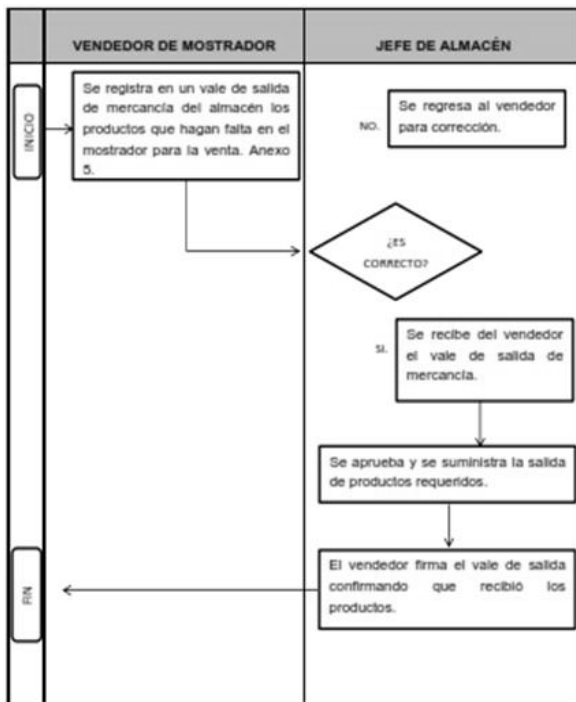 VENDEDOR DE MOSTRADOR
JEFE DE ALMACÉN
INICIO
Se registra en un vale de salida
de mercancía del almacén los
productos que hagan falta en el
mostrador para la venta. Anexo
5.
NO.
Se regresa al vendedor
para corrección.
¿ES
CORRECTO?
SI.
Se recibe del vendedor
el vale de salida de
mercancía.
Se aprueba y se suministra la salida
de productos requeridos.
El vendedor firma el vale de salida
confirmando que recibió los
productos.
FIN